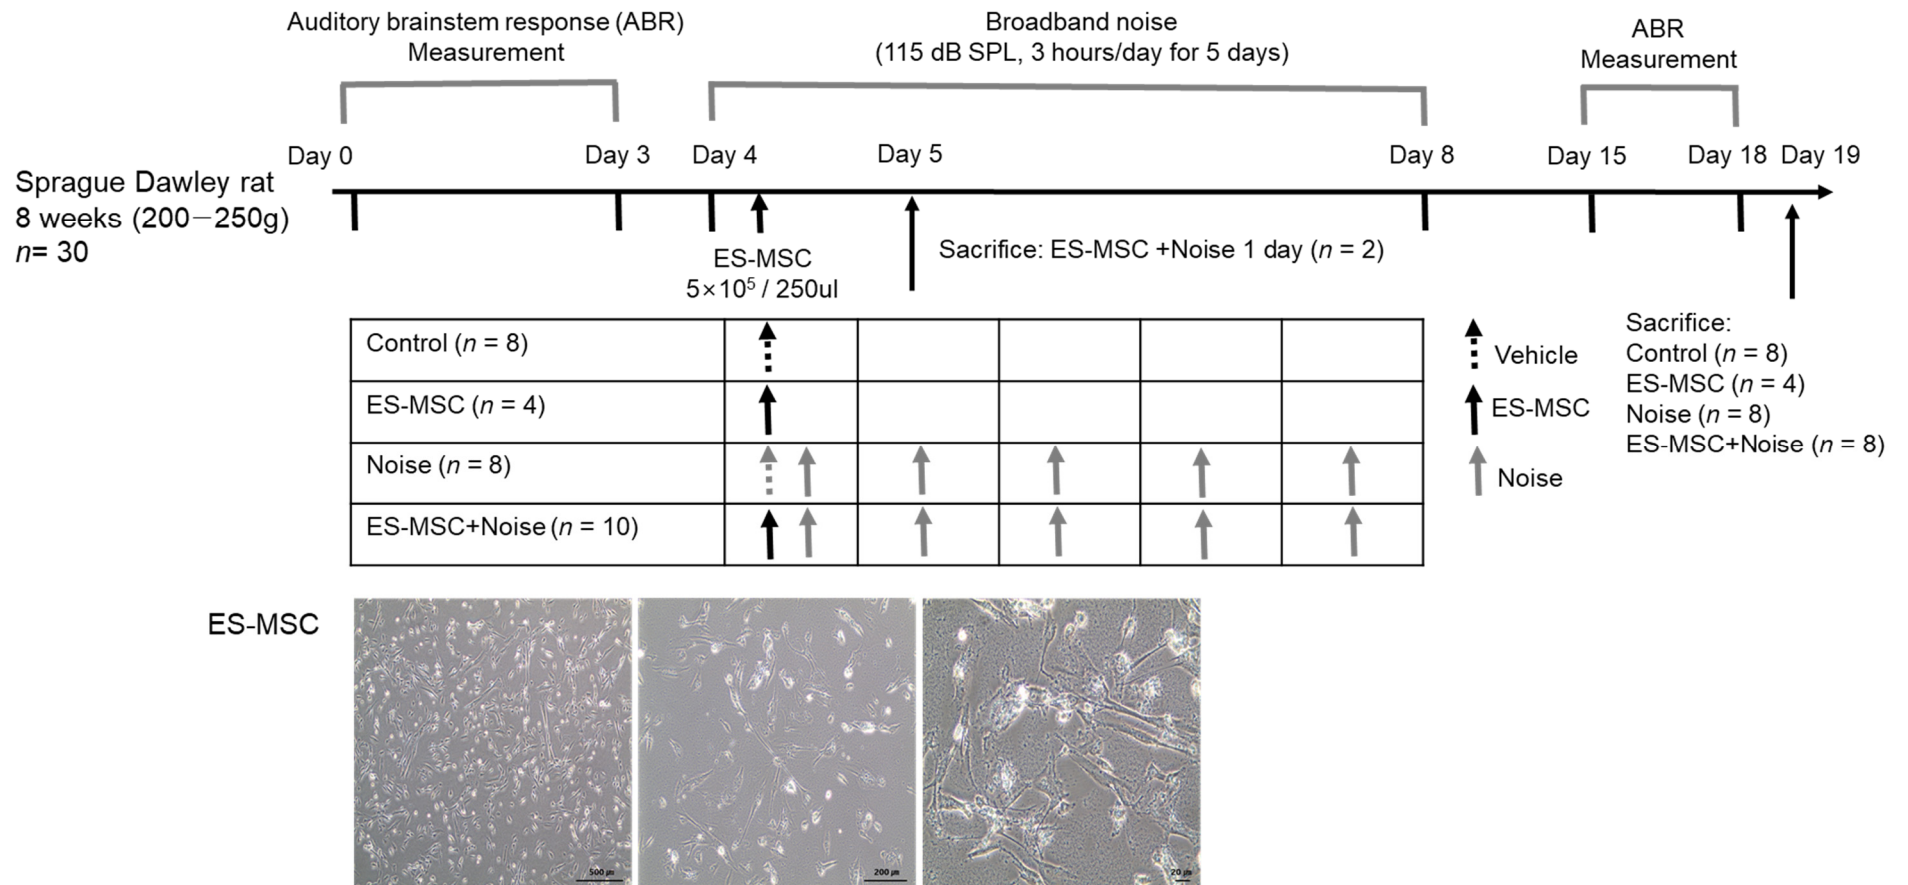 Auditory brainstem response (ABR)
Measurement
Broadband noise
(115 dB SPL, 3 hours/day for 5 days)
ABR
Measurement
Day 0
Day 3
Day 4
Day 5
Day 8
Day 15
Day 18
Day 19
Sprague Dawley rat
8 weeks (200−250g)
n= 30
ES-MSC
5×10⁵ / 250ul
Sacrifice: ES-MSC +Noise 1 day (n = 2)
Control (n = 8)
ES-MSC (n = 4)
Noise (n = 8)
ES-MSC+Noise (n = 10)
Vehicle
ES-MSC
Noise
Sacrifice:
Control (n = 8)
ES-MSC (n = 4)
Noise (n = 8)
ES-MSC+Noise (n = 8)
ES-MSC
500 ㎛
200 ㎛
20 ㎛